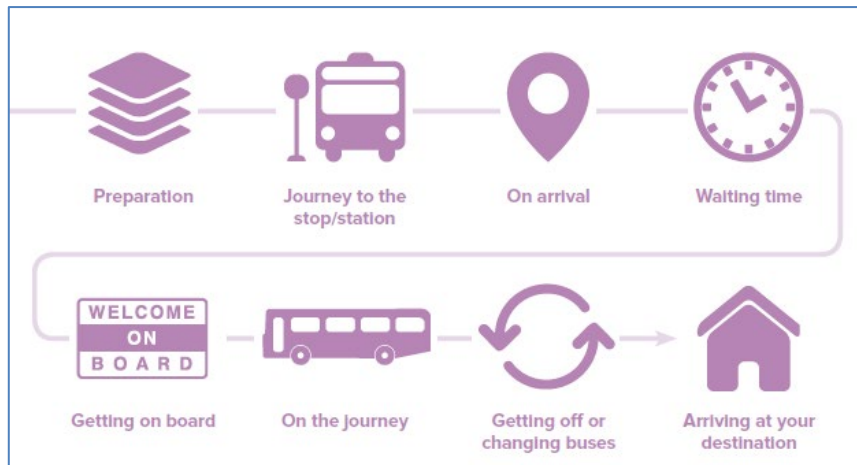 Preparation
Journey to the
stop/station
On arrival
Waiting time
WELCOME
ON
BOARD
Getting on board
On the journey
Getting off or
changing buses
Arriving at your
destination